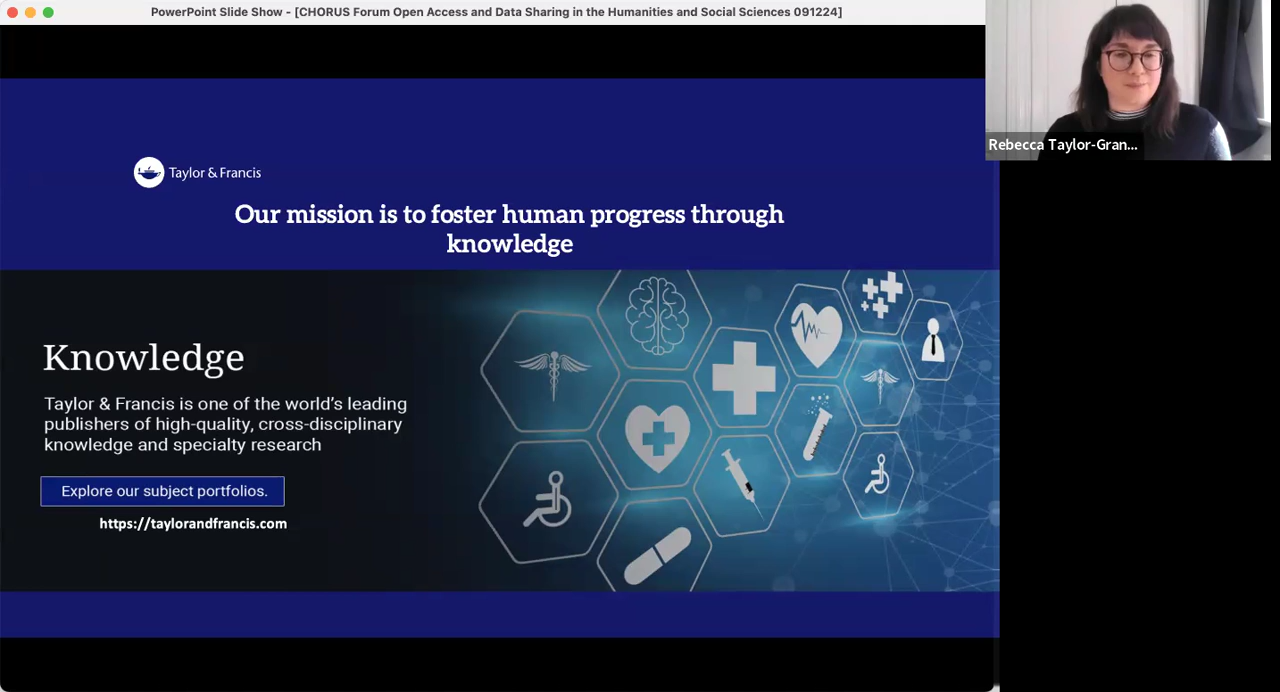 PowerPoint Slide Show - [CHORUS Forum Open Access and Data Sharing in the Humanities and Social Sciences 091224]
Rebecca Taylor-Gran...
Taylor & Francis
Our mission is to foster human progress through
knowledge
Knowledge
Taylor & Francis is one of the world's leading
publishers of high-quality, cross-disciplinary
knowledge and specialty research
Explore our subject portfolios.
https://taylorandfrancis.com